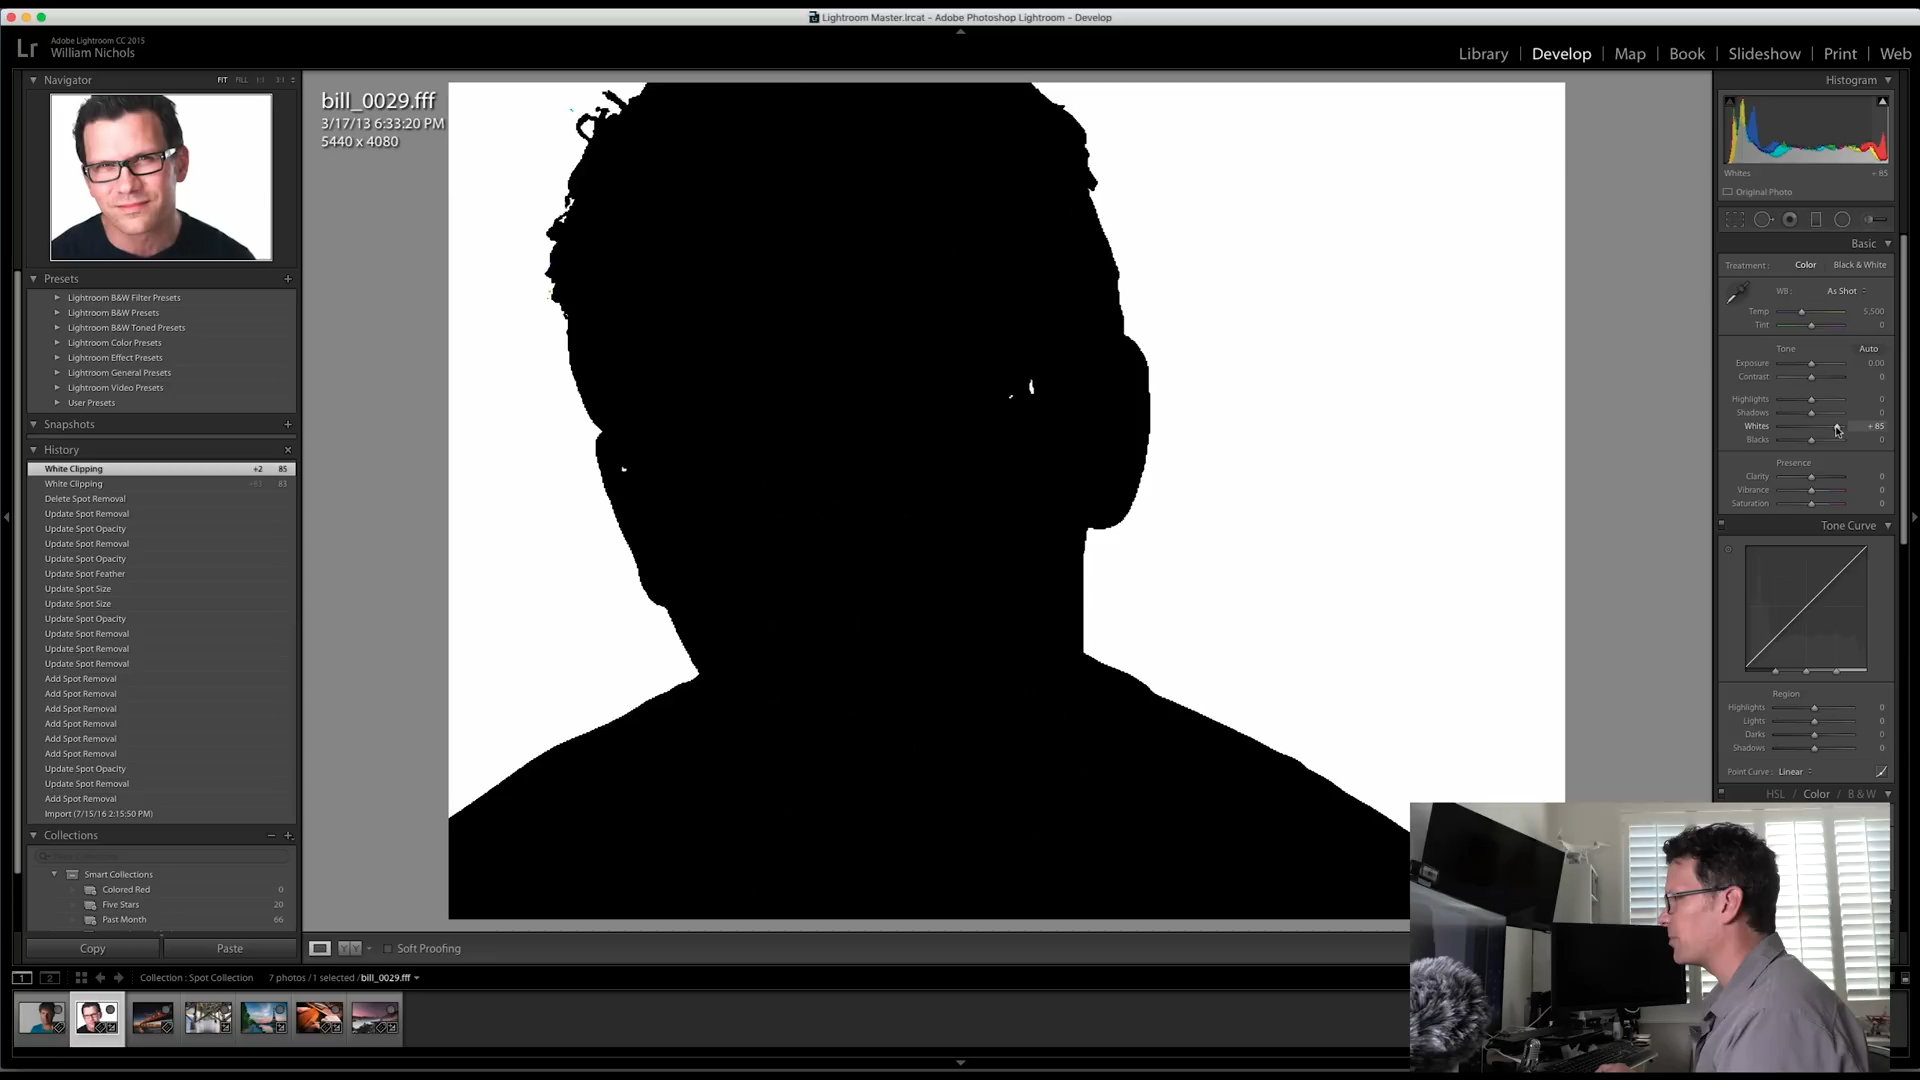 Lightroom Master.lrcat - Adobe Photoshop Lightroom - Develop
Lr
Adobe Lightroom CC 2015
William Nichols
Library | Develop | Map | Book | Slideshow | Print | Web
Navigator FIT FILL 1:1 3:1
Presets +
Lightroom B&W Filter Presets
Lightroom B&W Presets
Lightroom B&W Toned Presets
Lightroom Color Presets
Lightroom Effect Presets
Lightroom General Presets
Lightroom Video Presets
User Presets
Snapshots +
History
White Clipping +2 85
White Clipping +83 83
Delete Spot Removal
Update Spot Removal
Update Spot Opacity
Update Spot Removal
Update Spot Opacity
Update Spot Feather
Update Spot Size
Update Spot Size
Update Spot Opacity
Update Spot Removal
Update Spot Removal
Update Spot Removal
Add Spot Removal
Add Spot Removal
Add Spot Removal
Add Spot Removal
Add Spot Removal
Add Spot Removal
Update Spot Opacity
Update Spot Removal
Add Spot Removal
Import (7/15/16 2:15:50 PM)
Collections
Smart Collections
Colored Red 0
Five Stars 20
Past Month 66
Copy Paste
bill_0029.fff
3/17/13 6:33:20 PM
5440 x 4080
Soft Proofing
Histogram
Whites + 85
Original Photo
Basic
Treatment : Color Black & White
WB : As Shot
Temp 5,500
Tint 0
Tone Auto
Exposure 0.00
Contrast 0
Highlights 0
Shadows 0
Whites + 85
Blacks 0
Presence
Clarity 0
Vibrance 0
Saturation 0
Tone Curve
Region
Highlights 0
Lights 0
Darks 0
Shadows 0
Point Curve : Linear
HSL / Color / B & W
1 2 Collection : Spot Collection 7 photos / 1 selected / bill_0029.fff